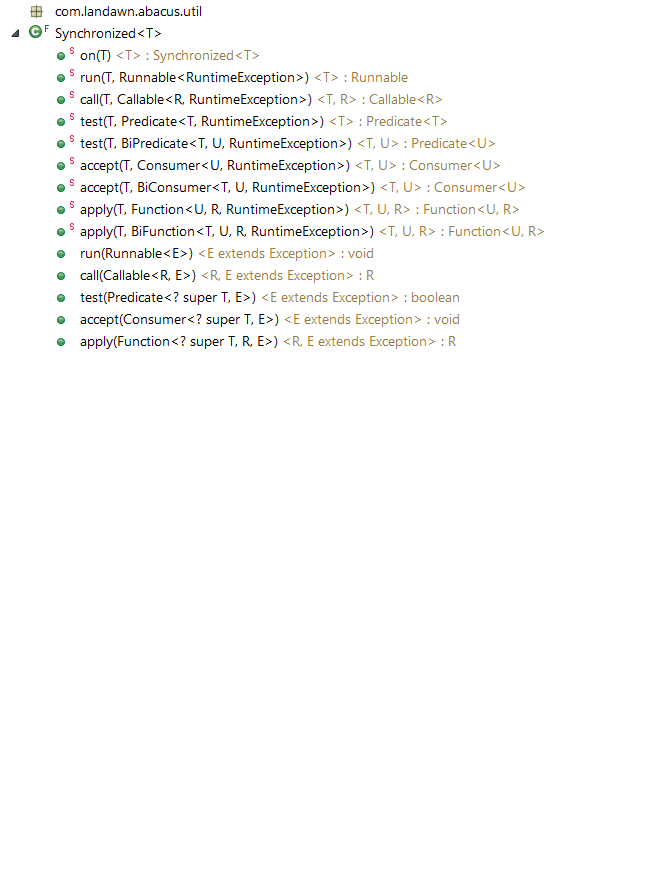 com.landawn.abacus.util
C F Synchronized<T>
S on(T) <T> : Synchronized<T>
S run(T, Runnable<RuntimeException>) <T> : Runnable
S call(T, Callable<R, RuntimeException>) <T, R> : Callable<R>
S test(T, Predicate<T, RuntimeException>) <T> : Predicate<T>
S test(T, BiPredicate<T, U, RuntimeException>) <T, U> : Predicate<U>
S accept(T, Consumer<U, RuntimeException>) <T, U> : Consumer<U>
S accept(T, BiConsumer<T, U, RuntimeException>) <T, U> : Consumer<U>
S apply(T, Function<U, R, RuntimeException>) <T, U, R> : Function<U, R>
S apply(T, BiFunction<T, U, R, RuntimeException>) <T, U, R> : Function<U, R>
run(Runnable<E>) <E extends Exception> : void
call(Callable<R, E>) <R, E extends Exception> : R
test(Predicate<? super T, E>) <E extends Exception> : boolean
accept(Consumer<? super T, E>) <E extends Exception> : void
apply(Function<? super T, R, E>) <R, E extends Exception> : R